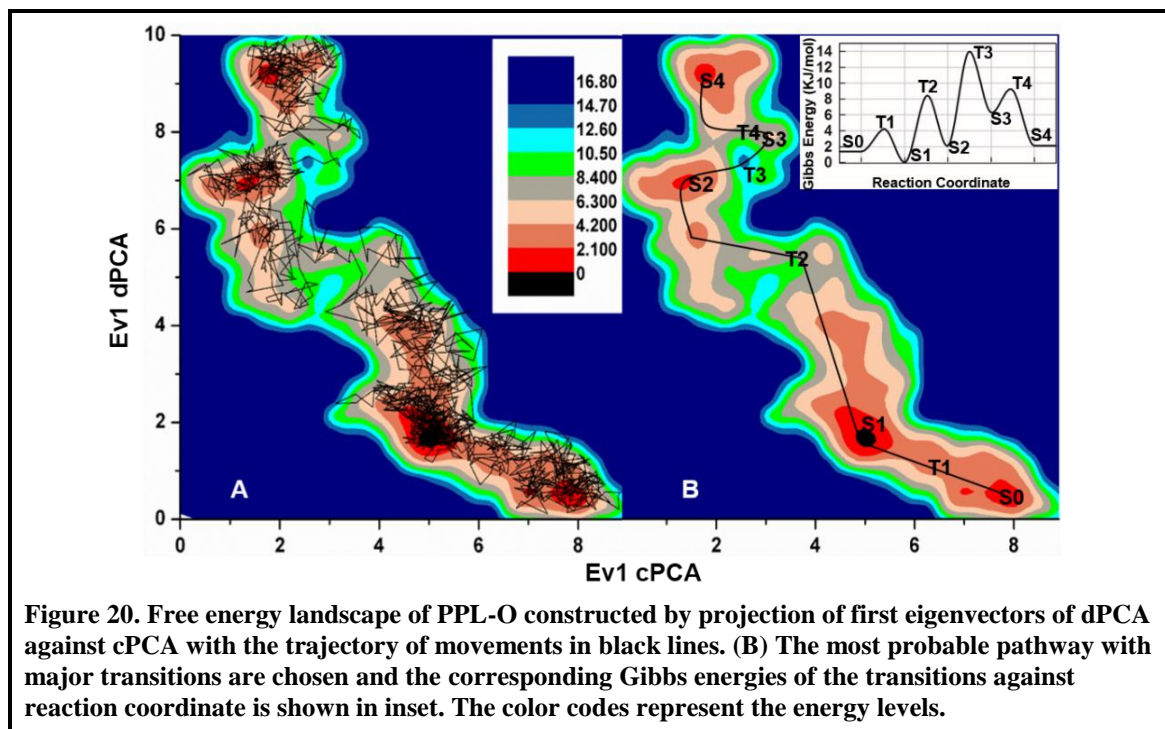 10
8
6
4
2
0
Ev1 dPCA
A
0
2
4
6
8
16.80
14.70
12.60
10.50
8.400
6.300
4.200
2.100
0
S4
T4
S3
T3
S2
T2
S1
T1
S0
B
2
4
6
8
Ev1 cPCA
Gibbs Energy (KJ/mol)
14
12
10
8
6
4
2
0
S0
T1
S1
T2
S2
T3
S3
T4
S4
Reaction Coordinate
Figure 20. Free energy landscape of PPL-O constructed by projection of first eigenvectors of dPCA
against cPCA with the trajectory of movements in black lines. (B) The most probable pathway with
major transitions are chosen and the corresponding Gibbs energies of the transitions against
reaction coordinate is shown in inset. The color codes represent the energy levels.